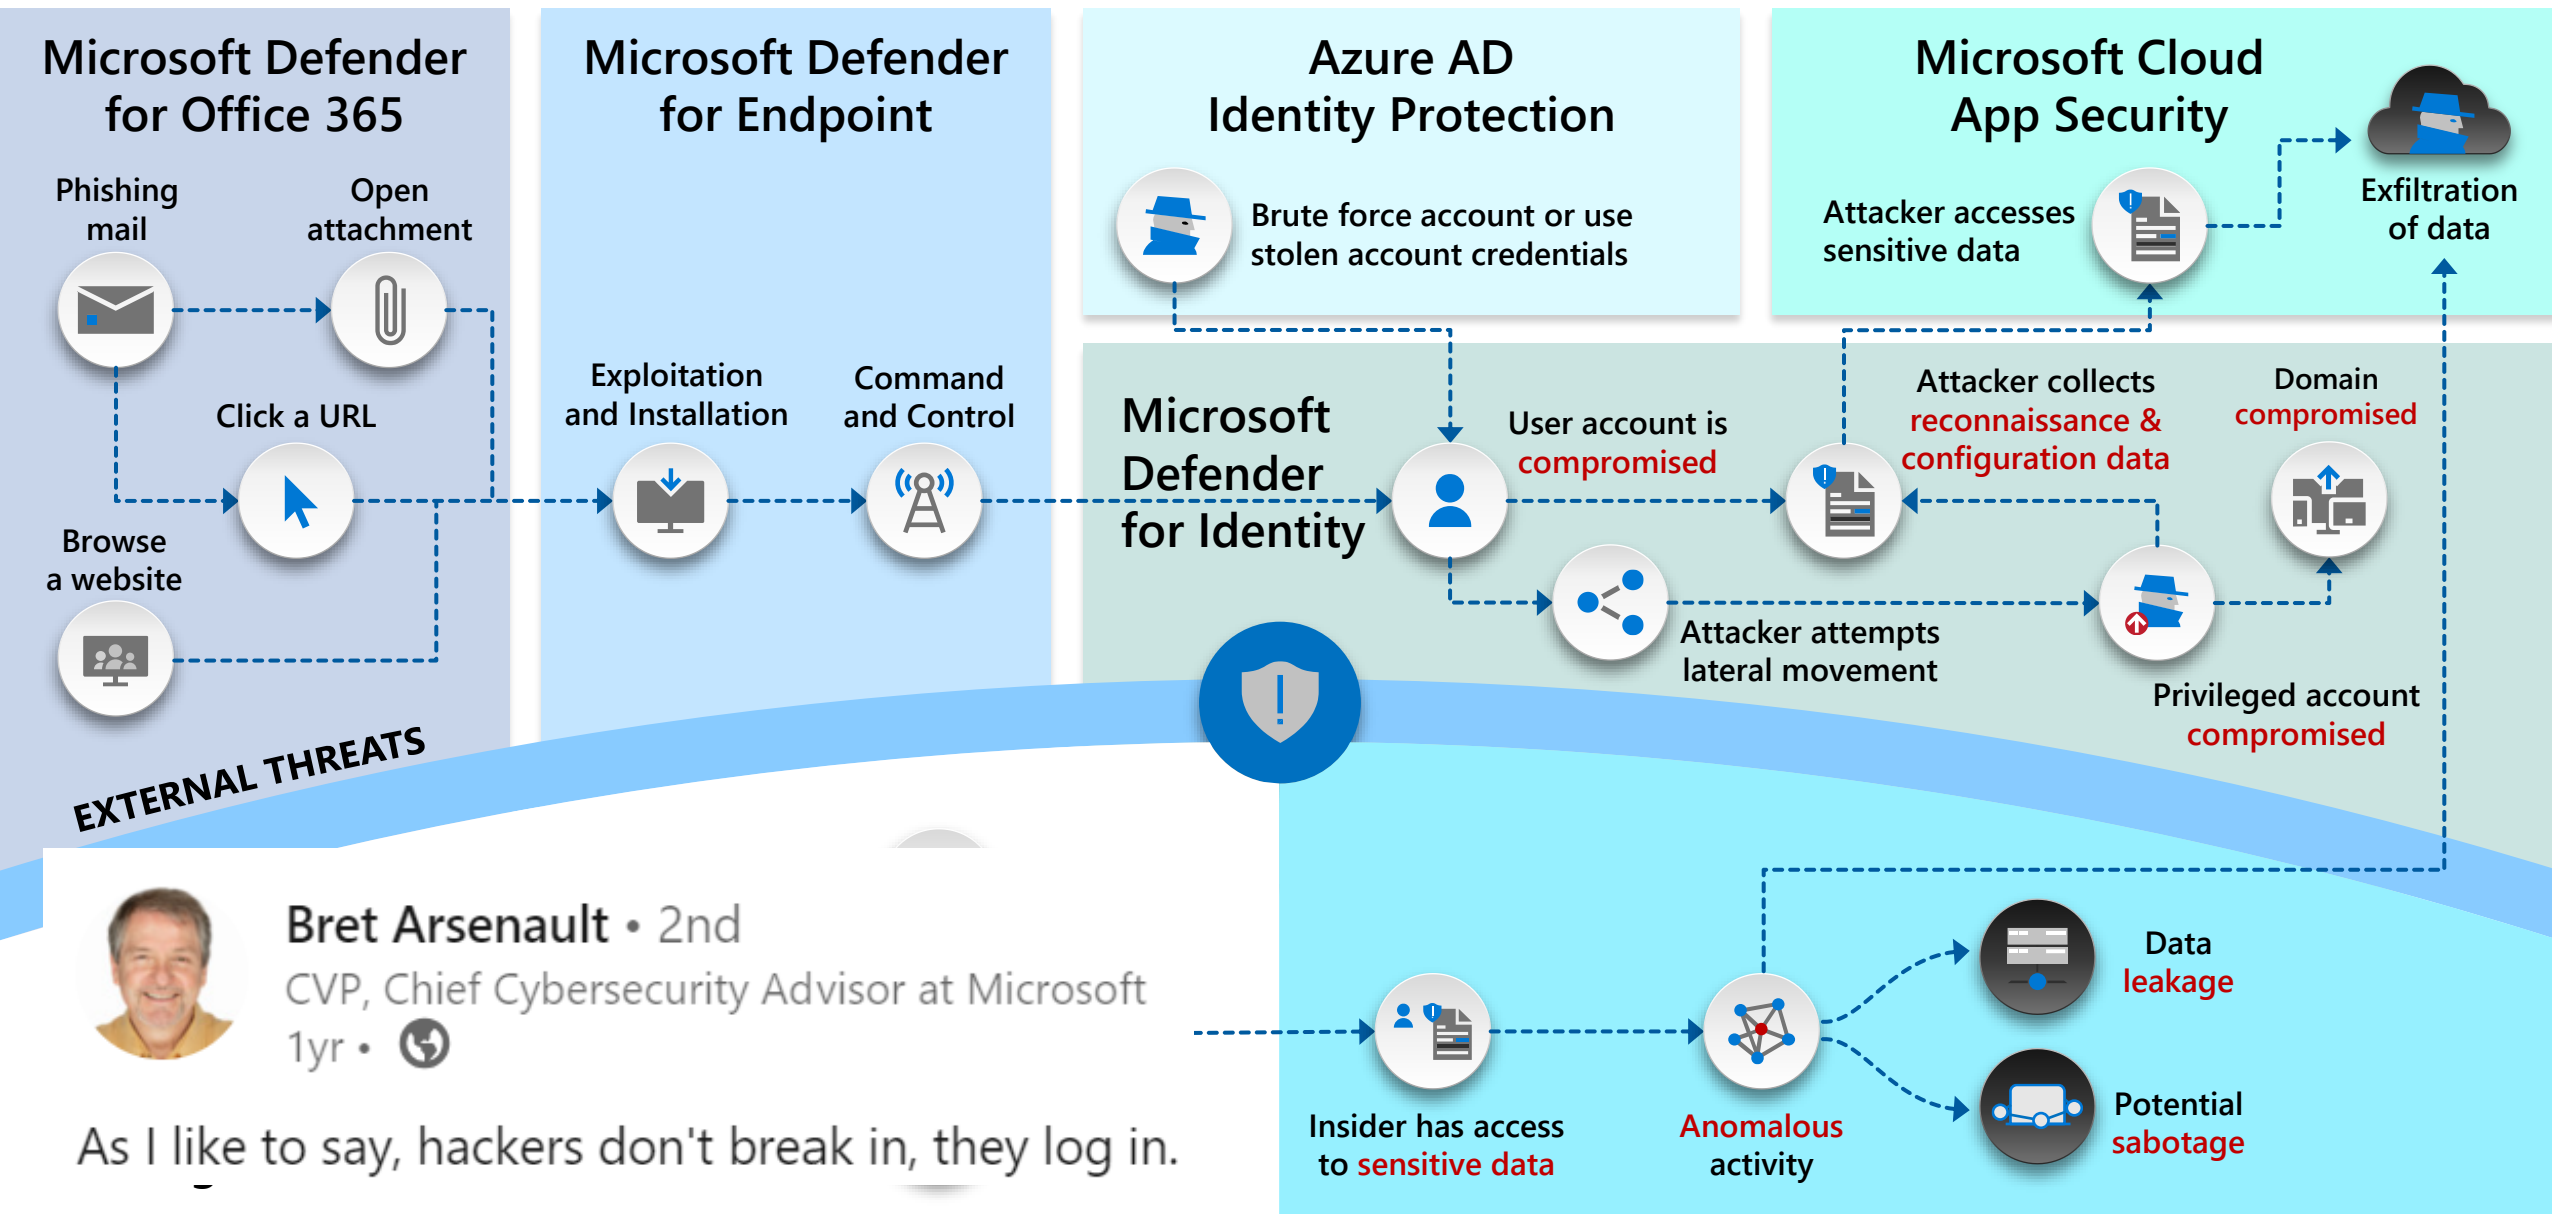 Microsoft Defender
for Office 365
Phishing
mail
Open
attachment
Click a URL
Browse
a website
EXTERNAL THREATS
Microsoft Defender
for Endpoint
Exploitation
and Installation
Command
and Control
Azure AD
Identity Protection
Brute force account or use
stolen account credentials
Microsoft Cloud
App Security
Attacker accesses
sensitive data
Exfiltration
of data
Microsoft
Defender
for Identity
User account is
compromised
Attacker collects
reconnaissance &
configuration data
Domain
compromised
Attacker attempts
lateral movement
Privileged account
compromised
Bret Arsenault • 2nd
CVP, Chief Cybersecurity Advisor at Microsoft
1yr •
As I like to say, hackers don't break in, they log in.
Insider has access
to sensitive data
Anomalous
activity
Data
leakage
Potential
sabotage